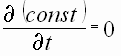 ∂(const)/∂t = 0